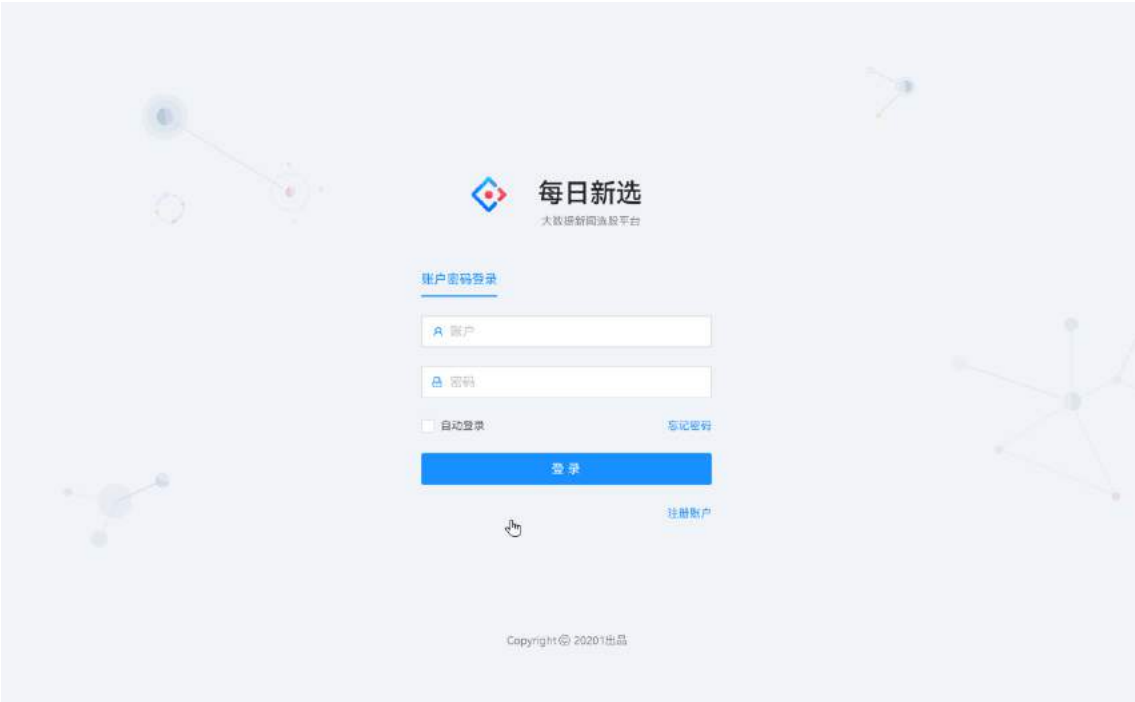 每日新选
大数据新闻选股平台
账户密码登录
账户
密码
自动登录
忘记密码
登录
注册账户
Copyright© 20201出品